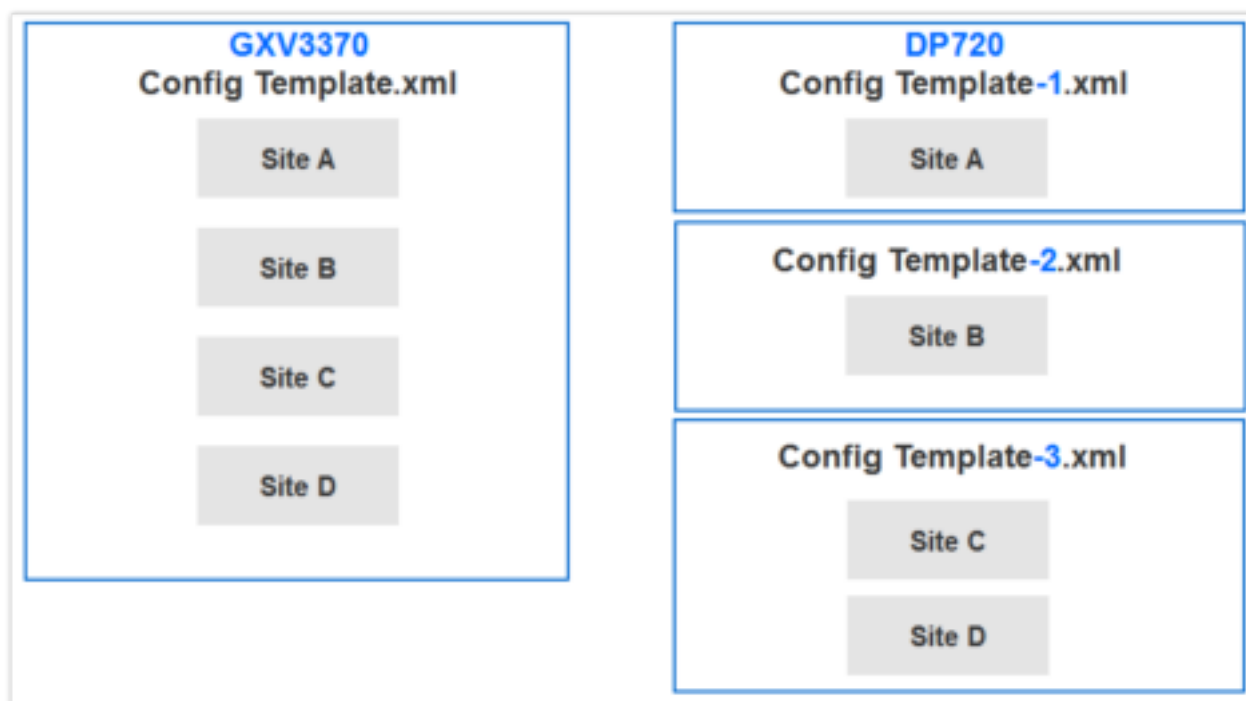 GXV3370
Config Template.xml
Site A
Site B
Site C
Site D
DP720
Config Template-1.xml
Site A
Config Template-2.xml
Site B
Config Template-3.xml
Site C
Site D